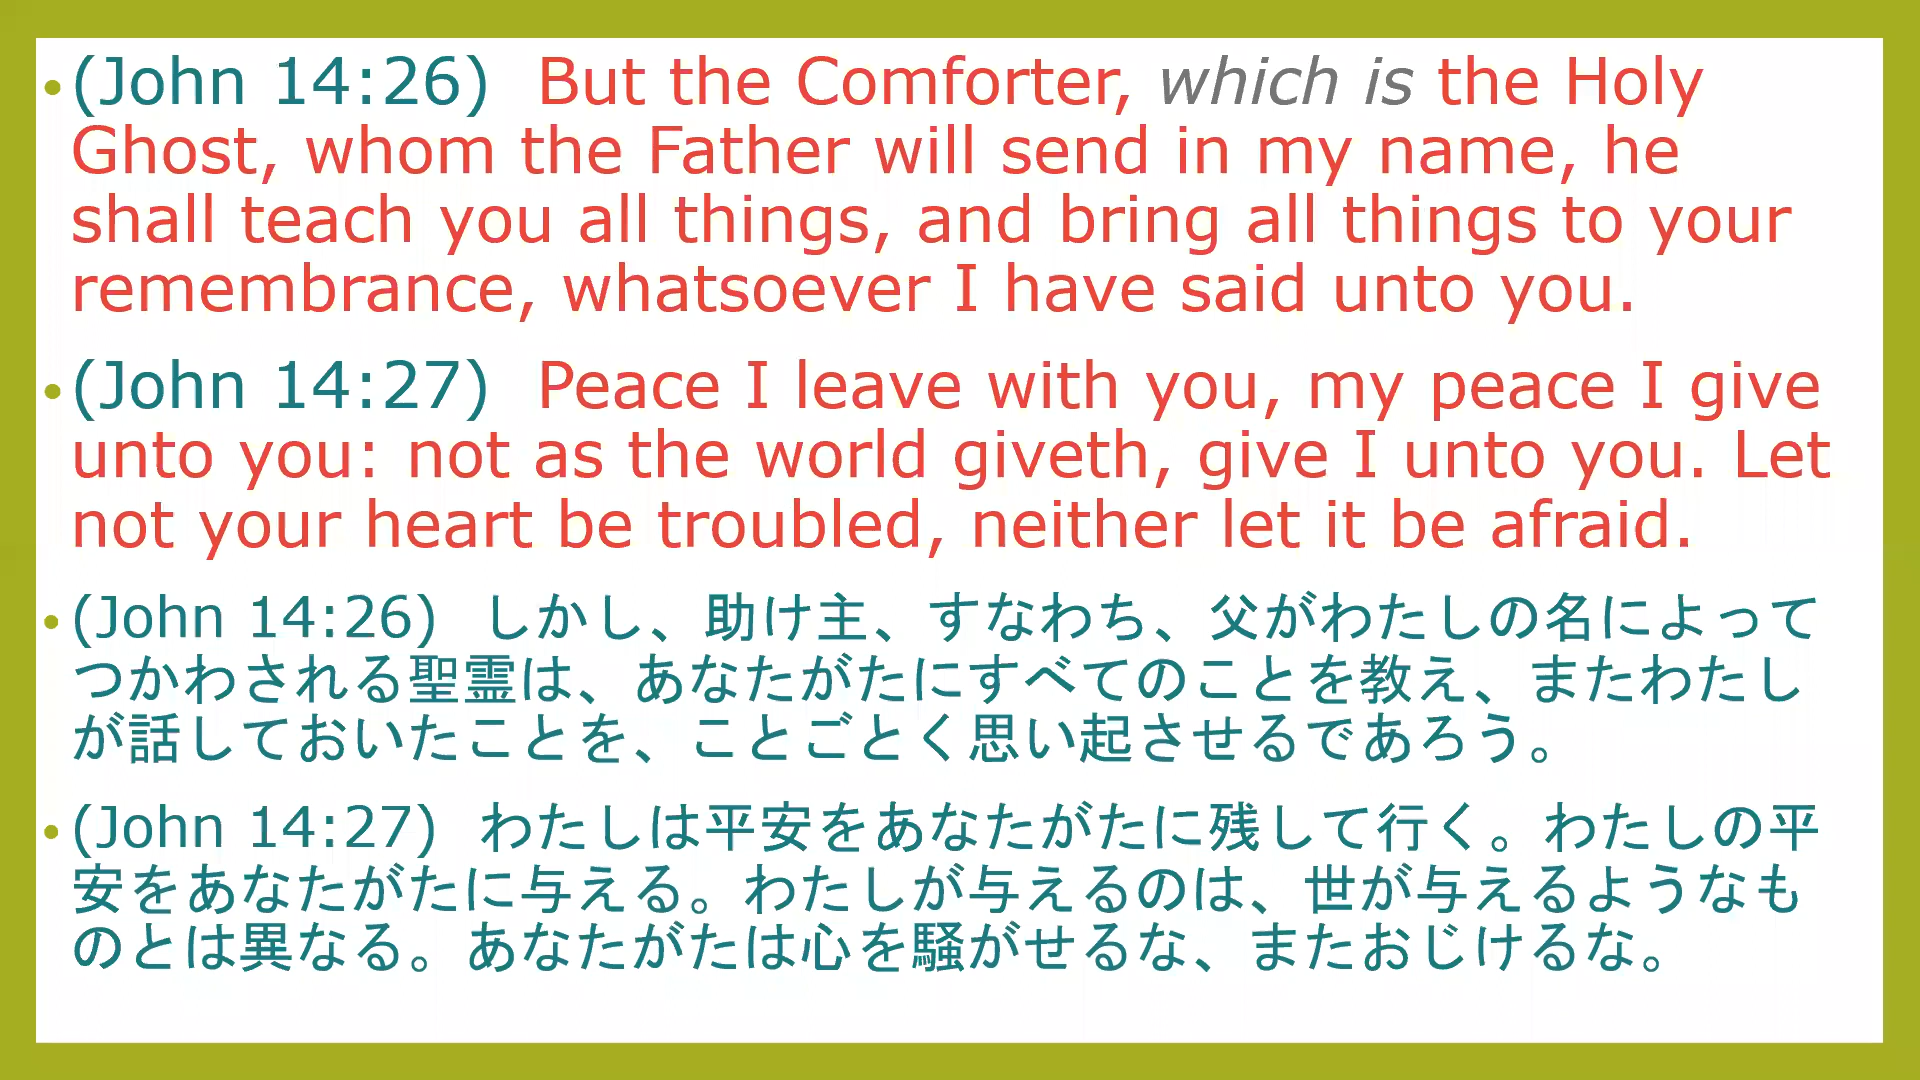 •(John 14:26)  But the Comforter, which is the Holy
Ghost, whom the Father will send in my name, he
shall teach you all things, and bring all things to your
remembrance, whatsoever I have said unto you.
•(John 14:27)  Peace I leave with you, my peace I give
unto you: not as the world giveth, give I unto you. Let
not your heart be troubled, neither let it be afraid.
•(John 14:26)  しかし、助け主、すなわち、父がわたしの名によって
つかわされる聖霊は、あなたがたにすべてのことを教え、またわたし
が話しておいたことを、ことごとく思い起させるであろう。
•(John 14:27)  わたしは平安をあなたがたに残して行く。わたしの平
安をあなたがたに与える。わたしが与えるのは、世が与えるようなも
のとは異なる。あなたがたは心を騒がせるな、またおじけるな。